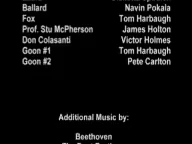 Ballard Navin Pokala
Fox Tom Harbaugh
Prof. Stu McPherson James Holton
Don Colasanti Victor Holmes
Goon #1 Tom Harbaugh
Goon #2 Pete Carlton
Additional Music by:
Beethoven